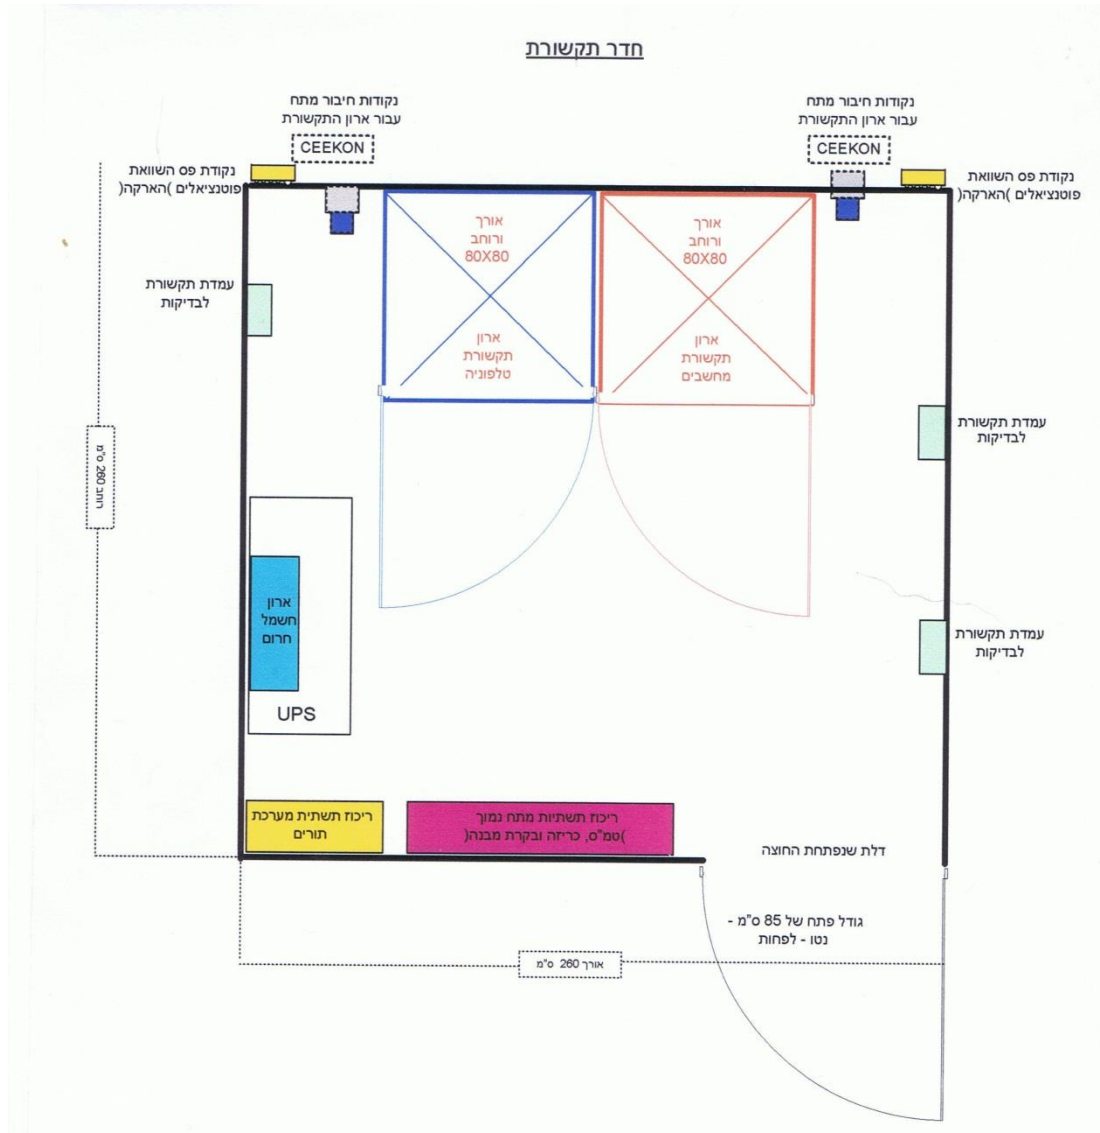 חדר תקשורת
נקודות חיבור מתח
עבור ארון התקשורת
CEEKON
נקודות חיבור מתח
עבור ארון התקשורת
CEEKON
נקודת פס השוואת
פוטנציאלים )הארקה(
נקודת פס השוואת
פוטנציאלים )הארקה(
אורך
ורוחב
80X80
ארון
תקשורת
מחשבים
אורך
ורוחב
80X80
ארון
תקשורת
טלפוניה
עמדת תקשורת
לבדיקות
עמדת תקשורת
לבדיקות
עמדת תקשורת
לבדיקות
רוחב 260 ס"מ
ארון
חשמל
חרום
UPS
ריכוז תשתיות מתח נמוך
)טמ"ס, כריזה ובקרת מבנה(
ריכוז תשתית מערכת
תורים
דלת שנפתחת החוצה
גודל פתח של 85 ס"מ -
נטו - לפחות
אורך 260 ס"מ